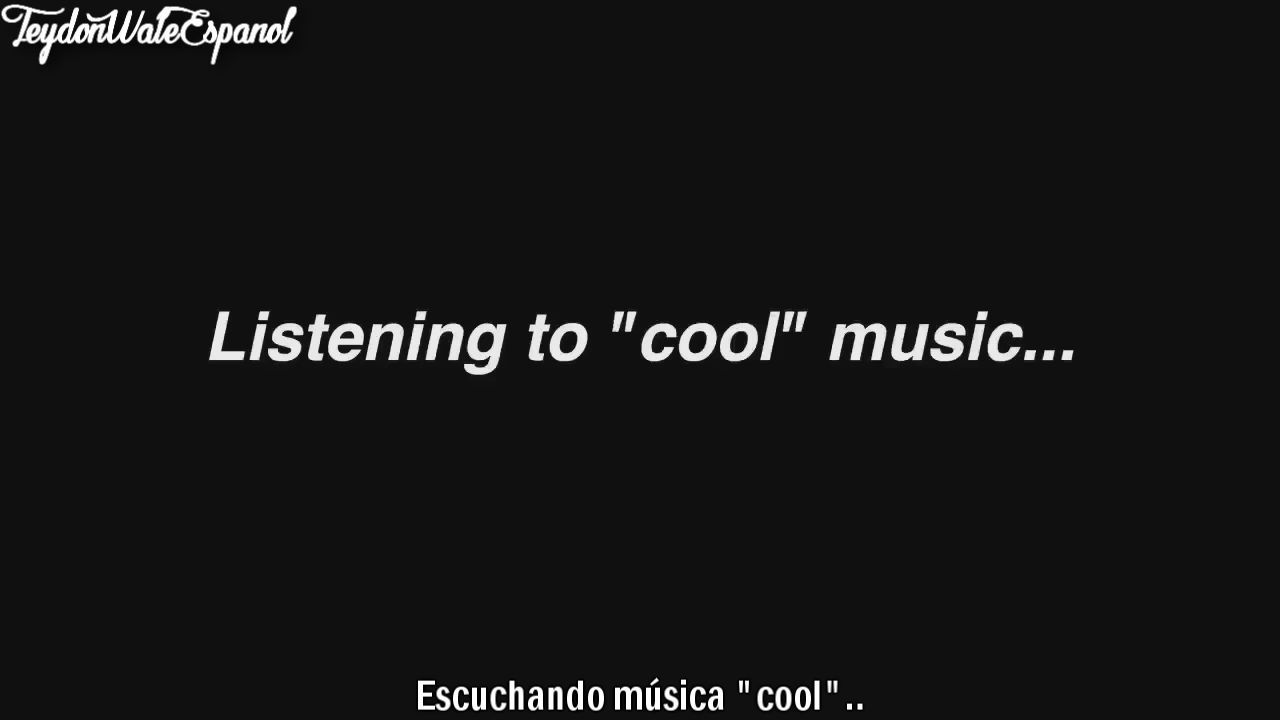 TeydonWaleEspanol
Listening to "cool" music...
Escuchando música "cool"..